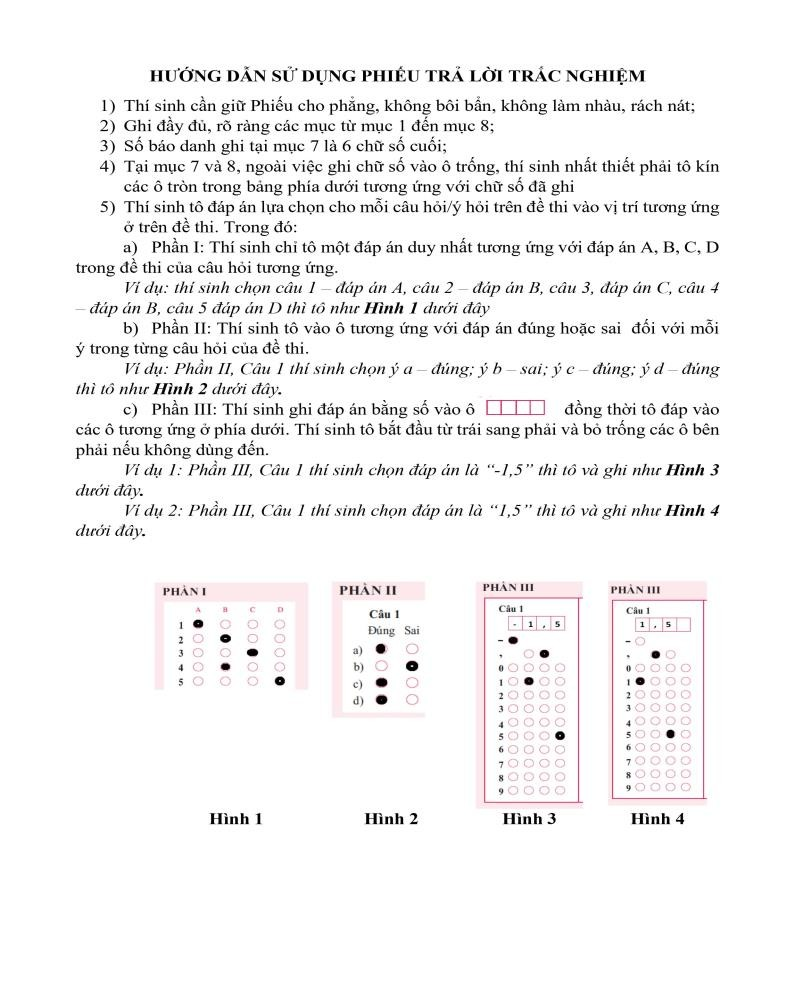 HƯỚNG DẪN SỬ DỤNG PHIẾU TRẢ LỜI TRẮC NGHIỆM
1) Thí sinh cần giữ Phiếu cho phẳng, không bôi bẩn, không làm nhàu, rách nát;
2) Ghi đầy đủ, rõ ràng các mục từ mục 1 đến mục 8;
3) Số báo danh ghi tại mục 7 là 6 chữ số cuối;
4) Tại mục 7 và 8, ngoài việc ghi chữ số vào ô trống, thí sinh nhất thiết phải tô kín
các ô tròn trong bảng phía dưới tương ứng với chữ số đã ghi
5) Thí sinh tô đáp án lựa chọn cho mỗi câu hỏi/ý hỏi trên đề thi vào vị trí tương ứng
ở trên đề thi. Trong đó:
a) Phần I: Thí sinh chỉ tô một đáp án duy nhất tương ứng với đáp án A, B, C, D
trong đề thi của câu hỏi tương ứng.
Ví dụ: thí sinh chọn câu 1 – đáp án A, câu 2 – đáp án B, câu 3, đáp án C, câu 4
– đáp án B, câu 5 đáp án D thì tô như Hình 1 dưới đây
b) Phần II: Thí sinh tô vào ô tương ứng với đáp án đúng hoặc sai đối với mỗi
ý trong từng câu hỏi của đề thi.
Ví dụ: Phần II, Câu 1 thí sinh chọn ý a – đúng; ý b – sai; ý c – đúng; ý d – đúng
thì tô như Hình 2 dưới đây.
c) Phần III: Thí sinh ghi đáp án bằng số vào ô đồng thời tô đáp vào
các ô tương ứng ở phía dưới. Thí sinh tô bắt đầu từ trái sang phải và bỏ trống các ô bên
phải nếu không dùng đến.
Ví dụ 1: Phần III, Câu 1 thí sinh chọn đáp án là “-1,5” thì tô và ghi như Hình 3
dưới đây.
Ví dụ 2: Phần III, Câu 1 thí sinh chọn đáp án là “1,5” thì tô và ghi như Hình 4
dưới đây.
PHẦN I
A B C D
1
2
3
4
5
Hình 1
PHẦN II
Câu 1
Đúng Sai
a)
b)
c)
d)
Hình 2
PHẦN III
Câu 1
- 1 , 5
–
,
0
1
2
3
4
5
6
7
8
9
Hình 3
PHẦN III
Câu 1
1 , 5
–
,
0
1
2
3
4
5
6
7
8
9
Hình 4